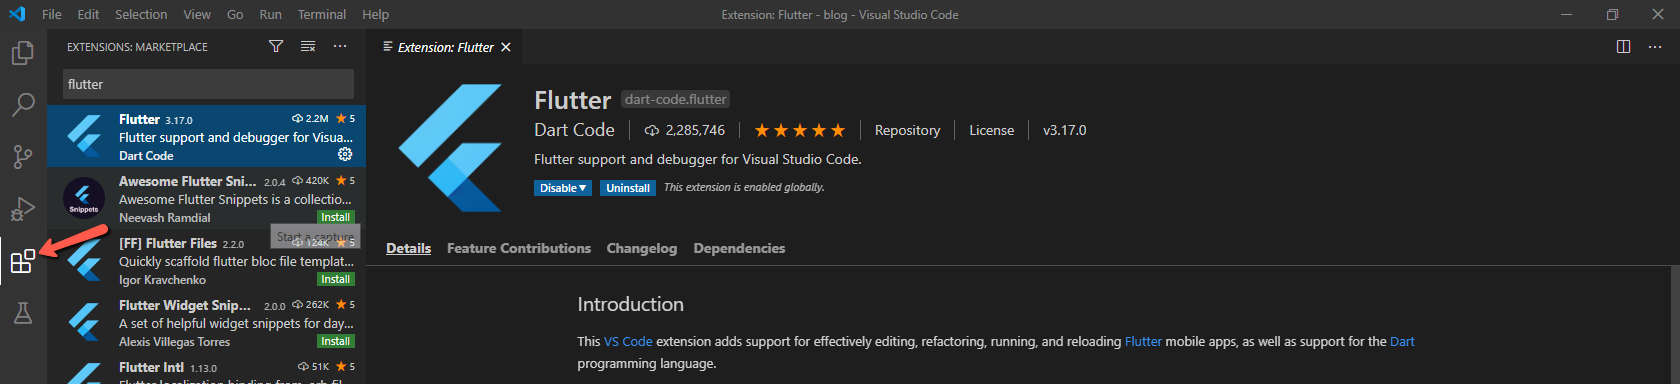 File Edit Selection View Go Run Terminal Help
Extension: Flutter - blog - Visual Studio Code
EXTENSIONS: MARKETPLACE
flutter
Flutter 3.17.0 2.2M 5
Flutter support and debugger for Visua...
Dart Code
Awesome Flutter Sni... 2.0.4 420K 5
Awesome Flutter Snippets is a collectio...
Neevash Ramdial Install
Snippets
Start a capture
[FF] Flutter Files 2.2.0 124K 5
Quickly scaffold flutter bloc file templat...
Igor Kravchenko Install
Flutter Widget Snip... 2.0.0 262K 5
A set of helpful widget snippets for day...
Alexis Villegas Torres Install
Flutter Intl 1.13.0 51K 5
Flutter localization binding from .arb fil...
Extension: Flutter
Flutter dart-code.flutter
Dart Code 2,285,746 Repository License v3.17.0
Flutter support and debugger for Visual Studio Code.
Disable Uninstall This extension is enabled globally.
Details Feature Contributions Changelog Dependencies
Introduction
This VS Code extension adds support for effectively editing, refactoring, running, and reloading Flutter mobile apps, as well as support for the Dart
programming language.